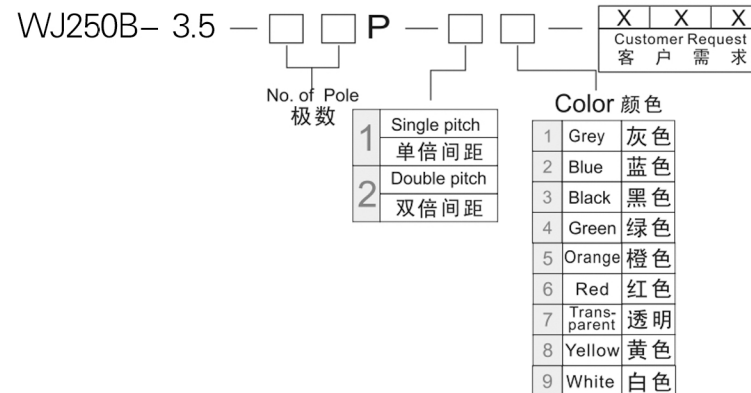 WJ250B- 3.5 — □ □ P — □ □ — X X X
Customer Request
客户需求
No. of Pole
极数
Color 颜色
1 Single pitch
单倍间距
2 Double pitch
双倍间距
1 Grey 灰色
2 Blue 蓝色
3 Black 黑色
4 Green 绿色
5 Orange 橙色
6 Red 红色
7 Trans-
parent 透明
8 Yellow 黄色
9 White 白色